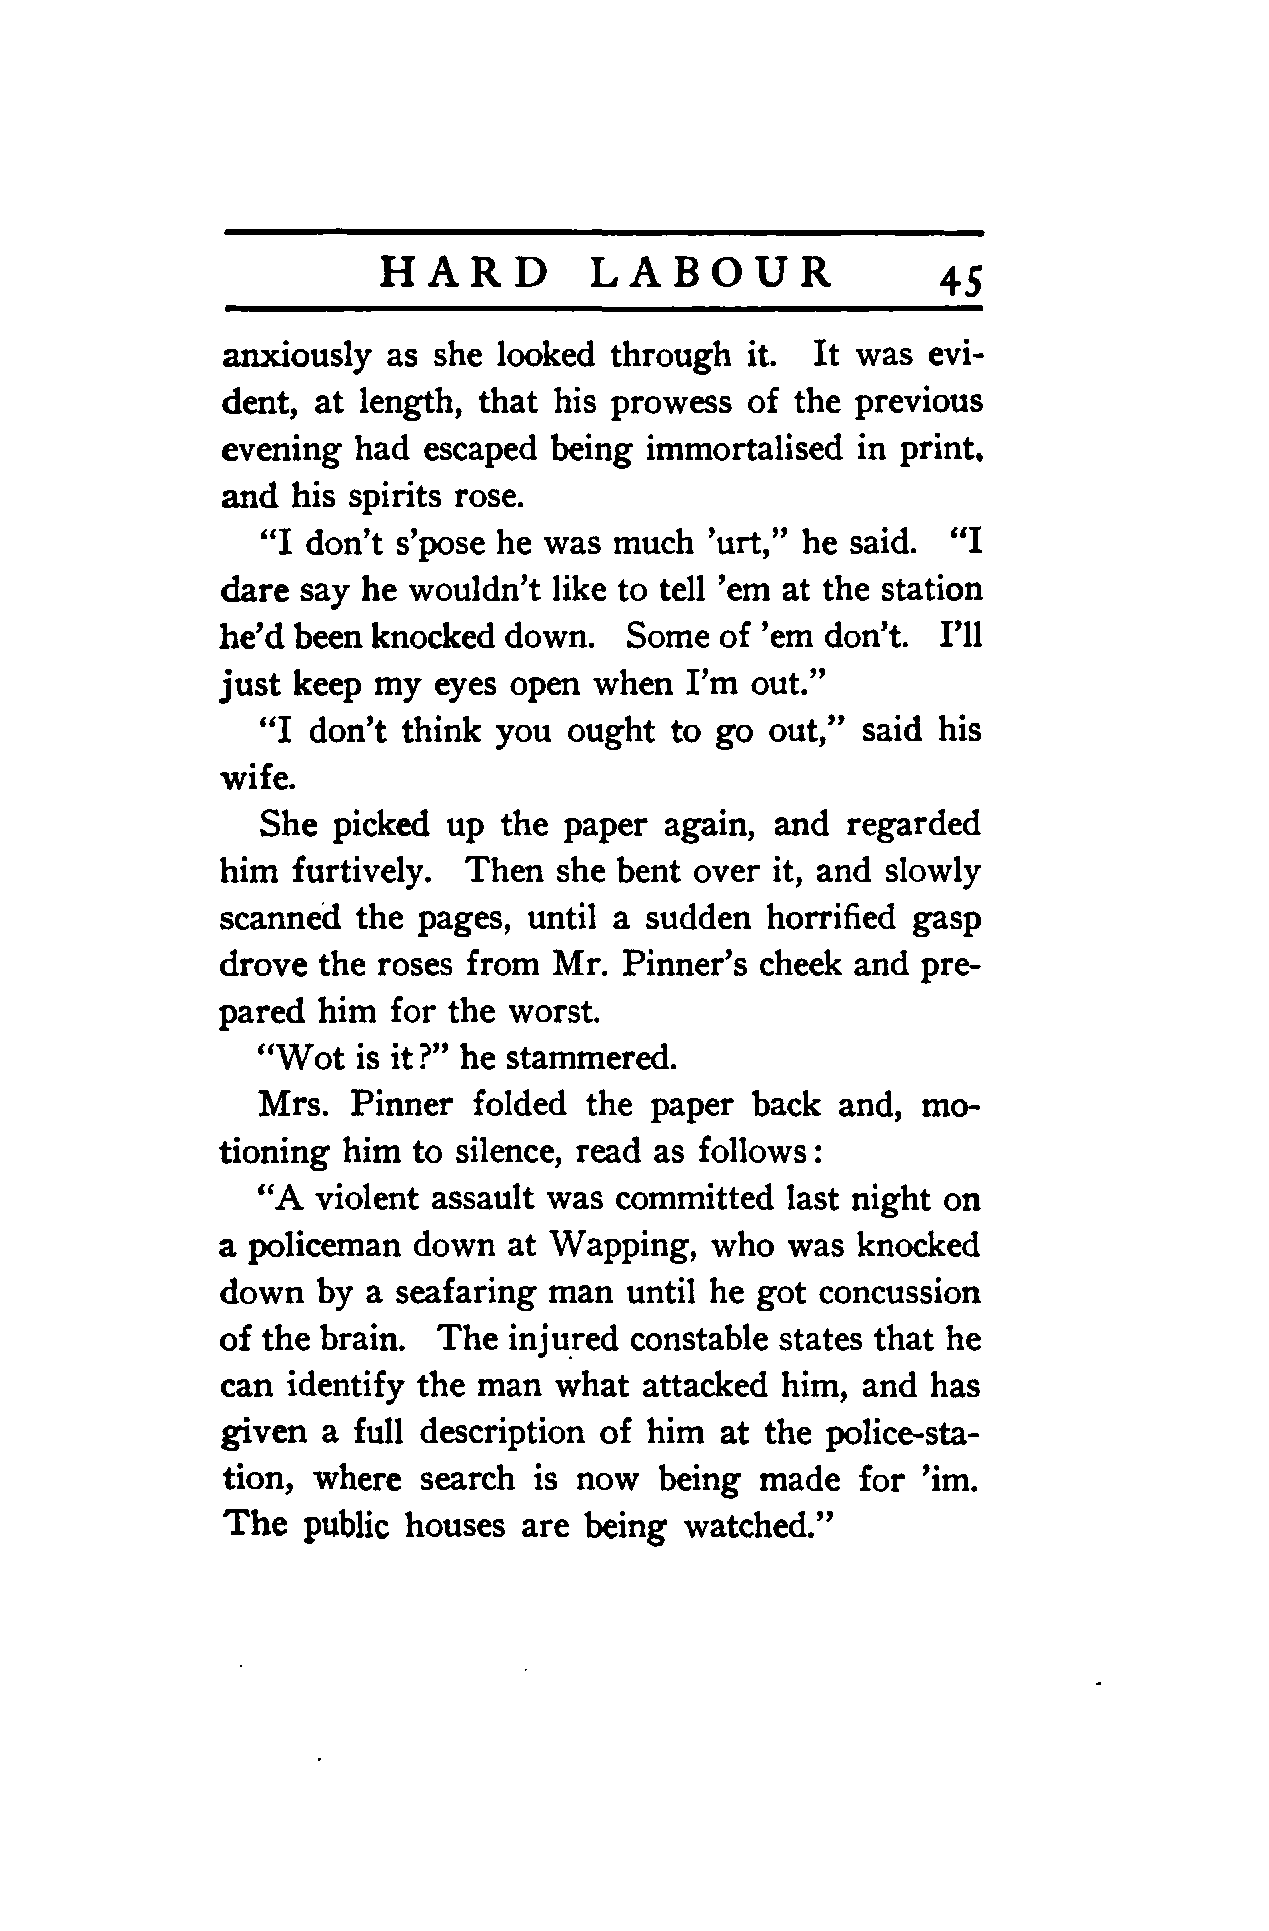 HARD LABOUR 45
anxiously as she looked through it. It was evi-
dent, at length, that his prowess of the previous
evening had escaped being immortalised in print,
and his spirits rose.
“I don’t s’pose he was much ’urt,” he said. “I
dare say he wouldn’t like to tell ’em at the station
he’d been knocked down. Some of ’em don’t. I’ll
just keep my eyes open when I’m out.”
“I don’t think you ought to go out,” said his
wife.
She picked up the paper again, and regarded
him furtively. Then she bent over it, and slowly
scanned the pages, until a sudden horrified gasp
drove the roses from Mr. Pinner’s cheek and pre-
pared him for the worst.
“Wot is it?” he stammered.
Mrs. Pinner folded the paper back and, mo-
tioning him to silence, read as follows:
“A violent assault was committed last night on
a policeman down at Wapping, who was knocked
down by a seafaring man until he got concussion
of the brain. The injured constable states that he
can identify the man what attacked him, and has
given a full description of him at the police-sta-
tion, where search is now being made for ’im.
The public houses are being watched.”